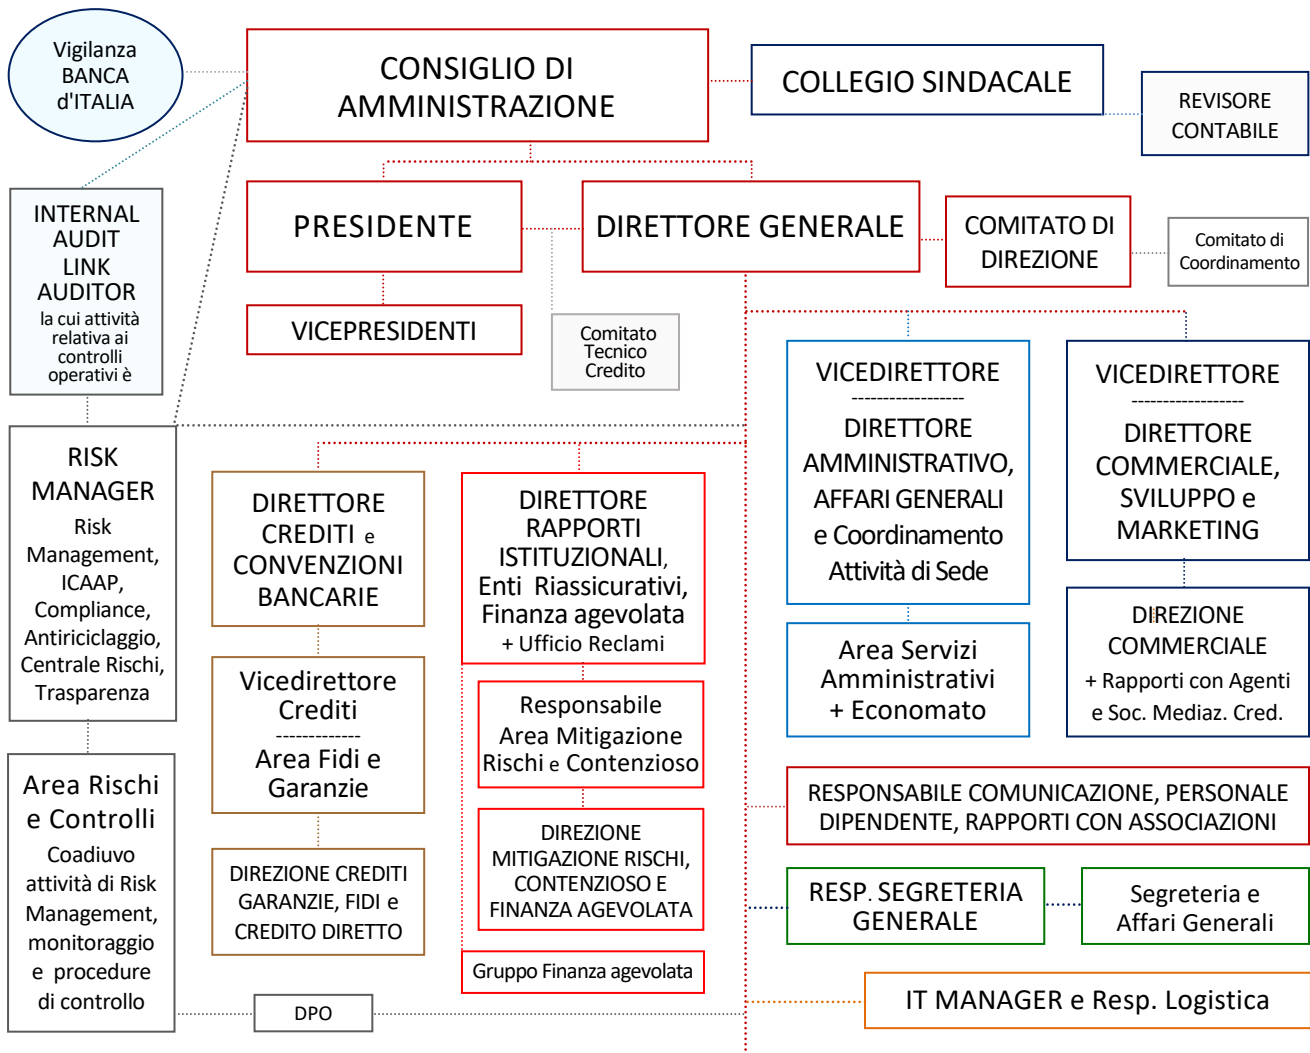 Vigilanza
BANCA
d'ITALIA
CONSIGLIO DI
AMMINISTRAZIONE
COLLEGIO SINDACALE
REVISORE
CONTABILE
INTERNAL
AUDIT
LINK
AUDITOR
la cui attività
relativa ai
controlli
operativi è
PRESIDENTE
DIRETTORE GENERALE
COMITATO DI
DIREZIONE
Comitato di
Coordinamento
VICEPRESIDENTI
Comitato
Tecnico
Credito
VICEDIRETTORE
------------------
DIRETTORE
AMMINISTRATIVO,
AFFARI GENERALI
e Coordinamento
Attività di Sede
VICEDIRETTORE
------------------
DIRETTORE
COMMERCIALE,
SVILUPPO e
MARKETING
RISK
MANAGER
Risk
Management,
ICAAP,
Compliance,
Antiriciclaggio,
Centrale Rischi,
Trasparenza
DIRETTORE
CREDITI e
CONVENZIONI
BANCARIE
DIRETTORE
RAPPORTI
ISTITUZIONALI,
Enti Riassicurativi,
Finanza agevolata
+ Ufficio Reclami
Area Servizi
Amministrativi
+ Economato
DIREZIONE
COMMERCIALE
+ Rapporti con Agenti
e Soc. Mediaz. Cred.
Vicedirettore
Crediti
-------------
Area Fidi e
Garanzie
Responsabile
Area Mitigazione
Rischi e Contenzioso
Area Rischi
e Controlli
Coadiuvo
attività di Risk
Management,
monitoraggio
e procedure
di controllo
DIREZIONE CREDITI
GARANZIE, FIDI e
CREDITO DIRETTO
DIREZIONE
MITIGAZIONE RISCHI,
CONTENZIOSO E
FINANZA AGEVOLATA
RESPONSABILE COMUNICAZIONE, PERSONALE
DIPENDENTE, RAPPORTI CON ASSOCIAZIONI
RESP. SEGRETERIA
GENERALE
Segreteria e
Affari Generali
Gruppo Finanza agevolata
DPO
IT MANAGER e Resp. Logistica